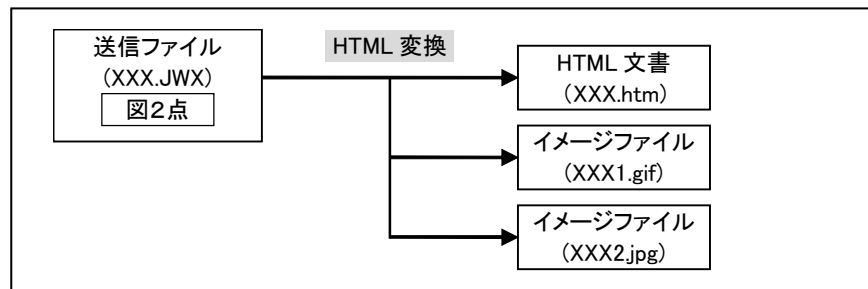 送信ファイル
(XXX.JWX)
図2点
HTML 変換
HTML 文書
(XXX.htm)
イメージファイル
(XXX1.gif)
イメージファイル
(XXX2.jpg)